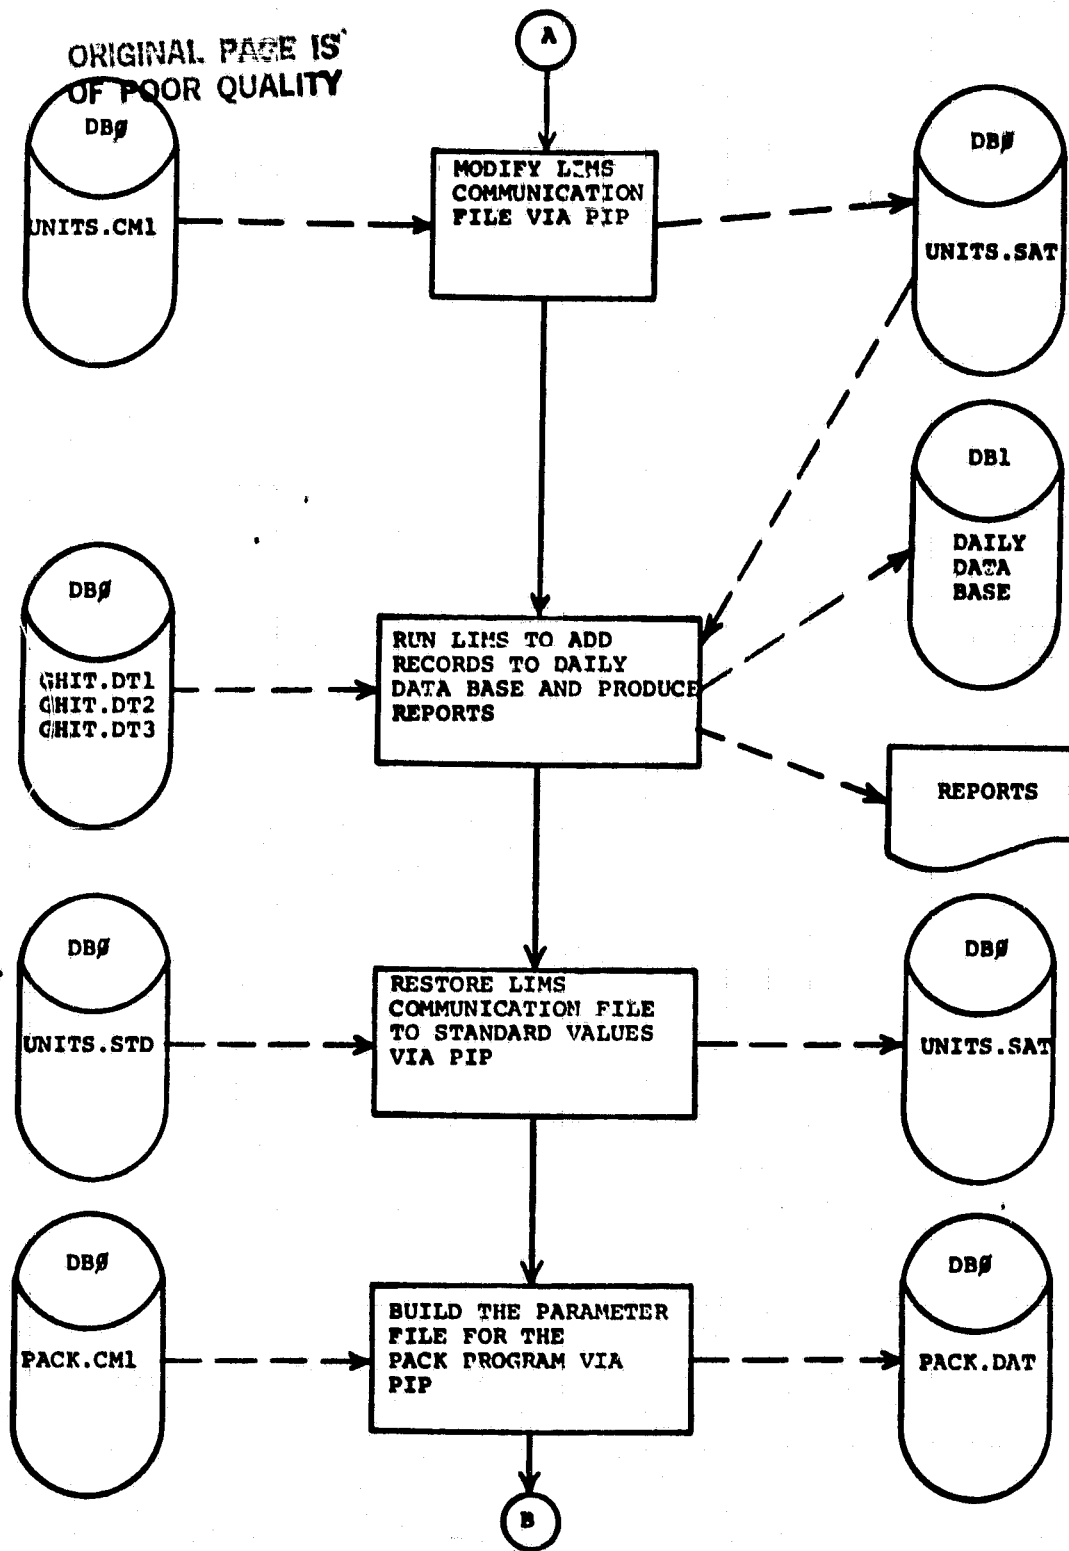 ORIGINAL PAGE IS
OF POOR QUALITY
A
DBØ
UNITS.CM1
MODIFY LIMS
COMMUNICATION
FILE VIA PIP
DBØ
UNITS.SAT
DB1
DAILY
DATA
BASE
DBØ
GHIT.DT1
GHIT.DT2
GHIT.DT3
RUN LIMS TO ADD
RECORDS TO DAILY
DATA BASE AND PRODUCE
REPORTS
REPORTS
DBØ
UNITS.STD
RESTORE LIMS
COMMUNICATION FILE
TO STANDARD VALUES
VIA PIP
DBØ
UNITS.SAT
DBØ
PACK.CM1
BUILD THE PARAMETER
FILE FOR THE
PACK PROGRAM VIA
PIP
DBØ
PACK.DAT
B